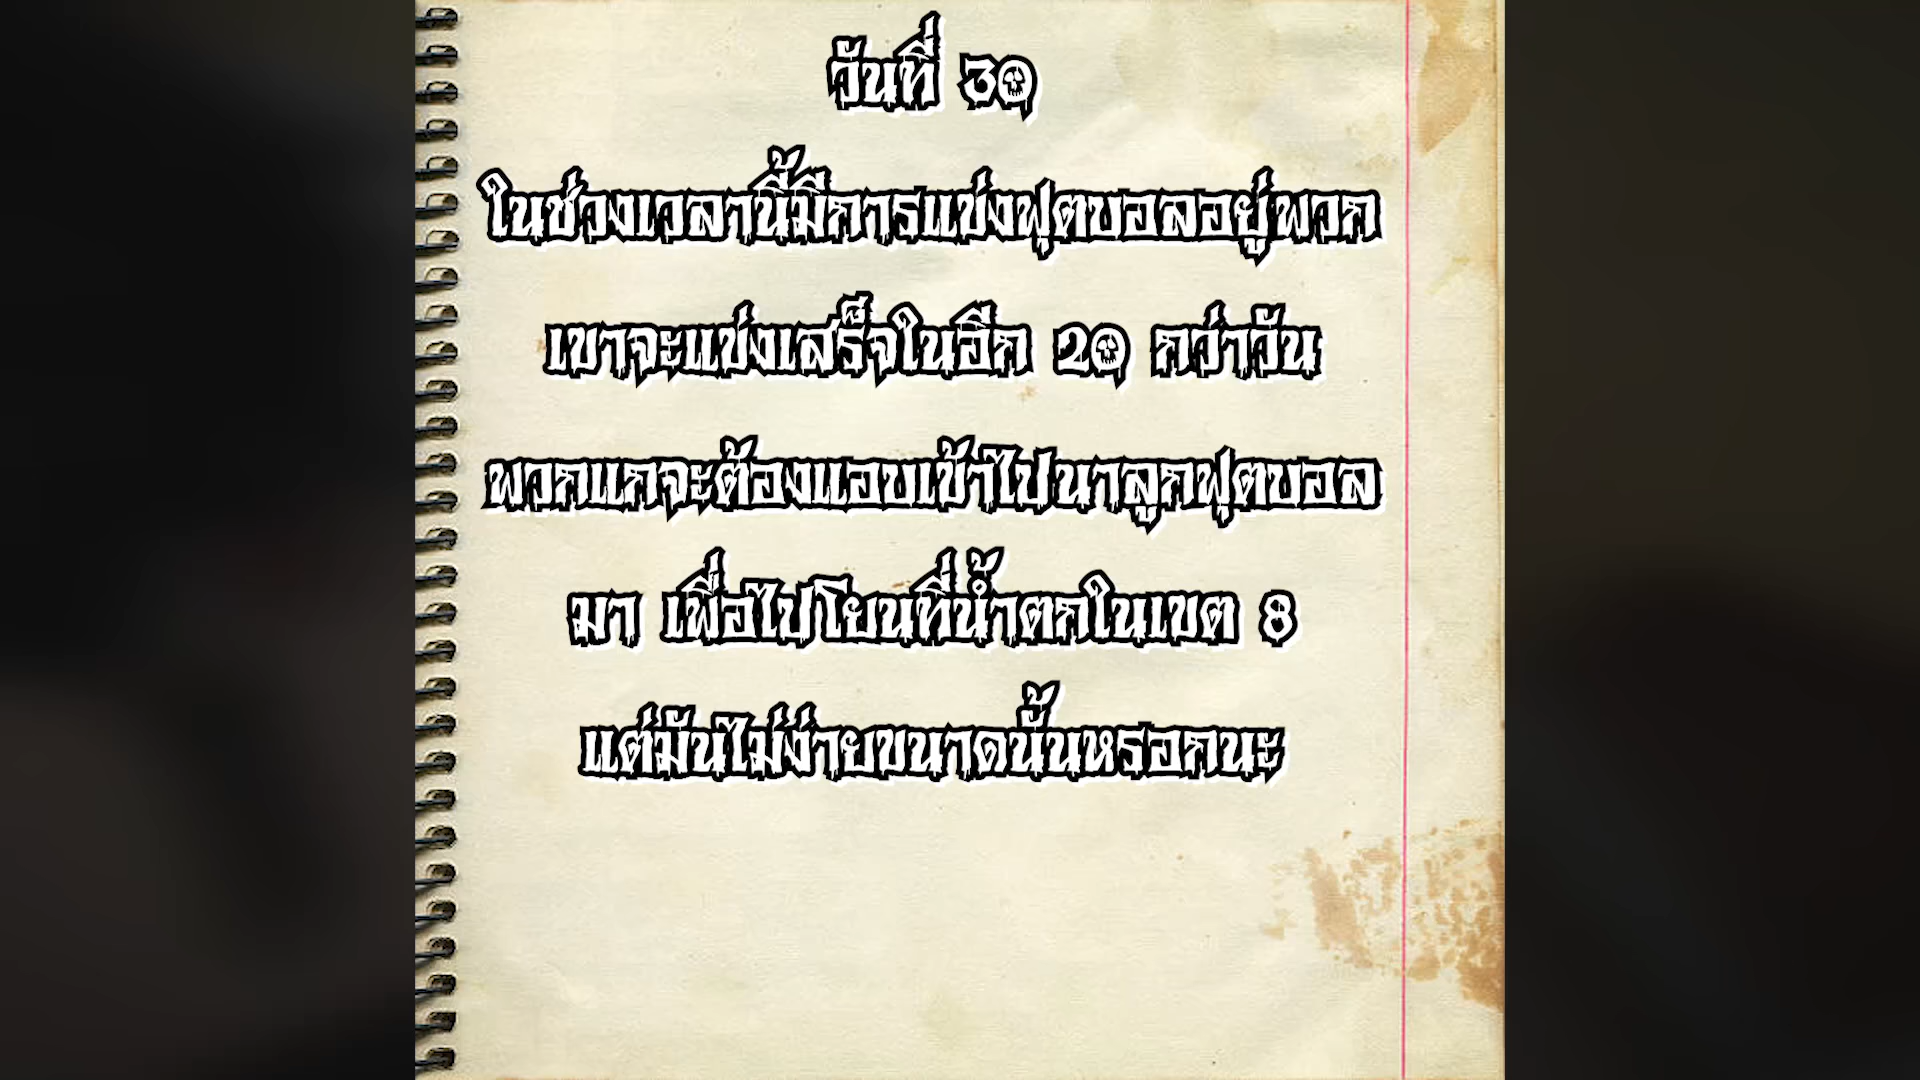 วันที่ 30
ในช่วงเวลานี้มีการแข่งฟุตบอลอยู่พวก
เขาจะแข่งเสร็จในอีก 20 กว่าวัน
พวกแกจะต้องแอบเข้าไปนาลูกฟุตบอล
มา เพื่อไปโยนที่น้ำตกในเขต 8
แต่มันไม่ง่ายขนาดนั้นหรอกนะ